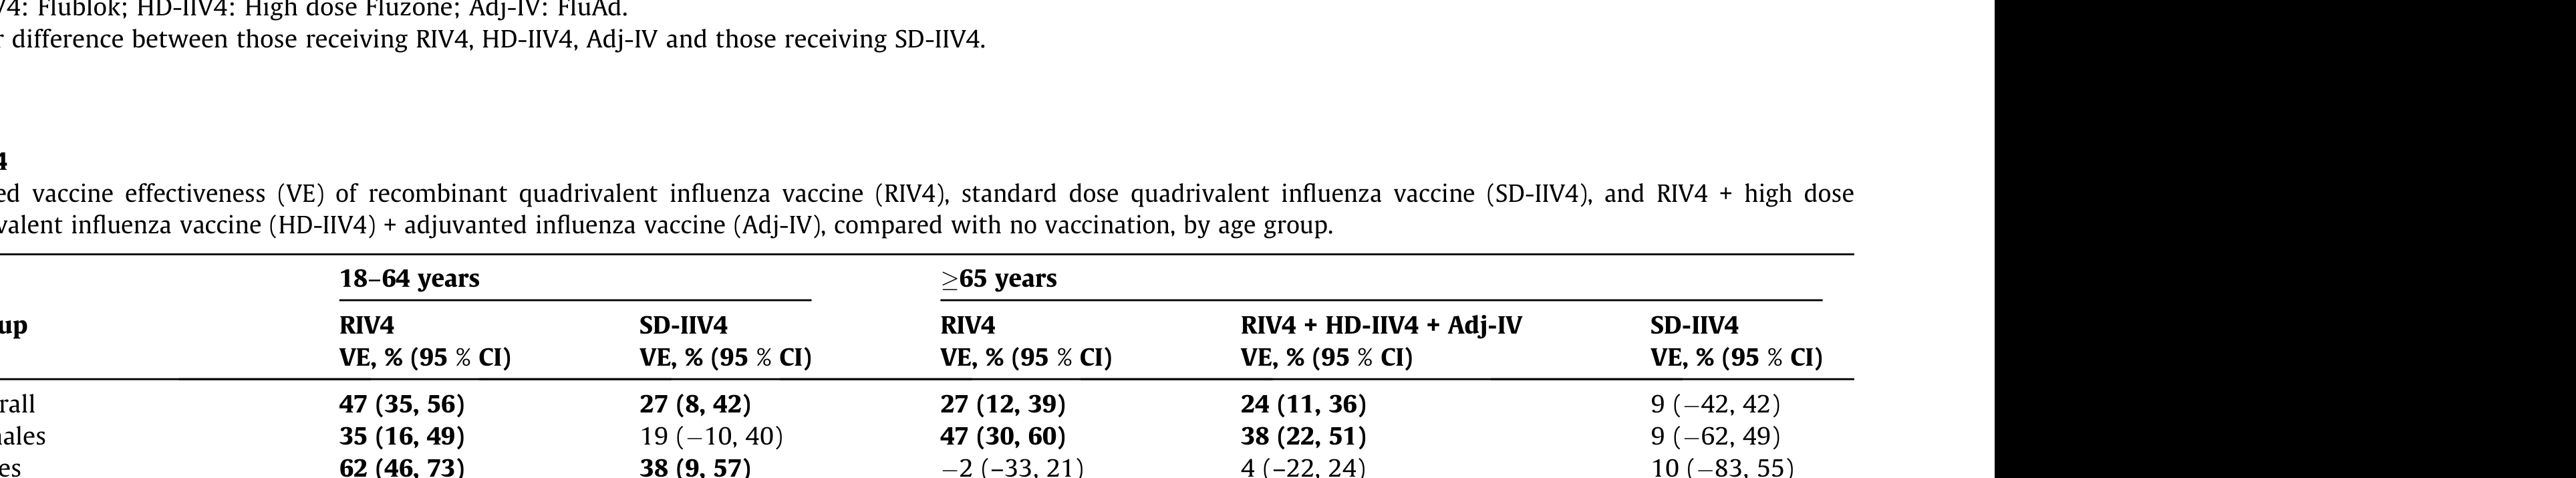 V4: Flublok; HD-IIV4: High dose Fluzone; Adj-IV: FluAd.
r difference between those receiving RIV4, HD-IIV4, Adj-IV and those receiving SD-IIV4.
4
ed vaccine effectiveness (VE) of recombinant quadrivalent influenza vaccine (RIV4), standard dose quadrivalent influenza vaccine (SD-IIV4), and RIV4 + high dose
valent influenza vaccine (HD-IIV4) + adjuvanted influenza vaccine (Adj-IV), compared with no vaccination, by age group.
18–64 years ≥65 years
up RIV4 SD-IIV4 RIV4 RIV4 + HD-IIV4 + Adj-IV SD-IIV4
VE, % (95 % CI) VE, % (95 % CI) VE, % (95 % CI) VE, % (95 % CI) VE, % (95 % CI)
rall 47 (35, 56) 27 (8, 42) 27 (12, 39) 24 (11, 36) 9 (−42, 42)
nales 35 (16, 49) 19 (−10, 40) 47 (30, 60) 38 (22, 51) 9 (−62, 49)
es 62 (46, 73) 38 (9, 57) −2 (–33, 21) 4 (–22, 24) 10 (−83, 55)